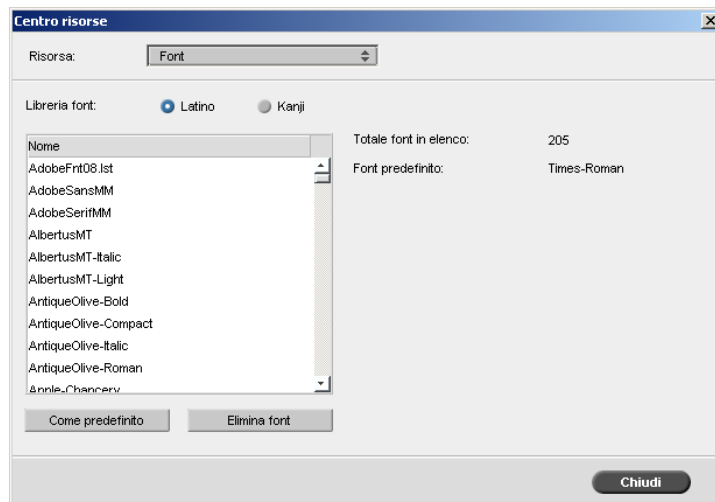 Centro risorse
Risorsa: Font
Libreria font: Latino Kanji
Nome
AdobeFnt08.lst
AdobeSansMM
AdobeSerifMM
AlbertusMT
AlbertusMT-Italic
AlbertusMT-Light
AntiqueOlive-Bold
AntiqueOlive-Compact
AntiqueOlive-Italic
AntiqueOlive-Roman
Apple-Chancery
Totale font in elenco: 205
Font predefinito: Times-Roman
Come predefinito Elimina font
Chiudi